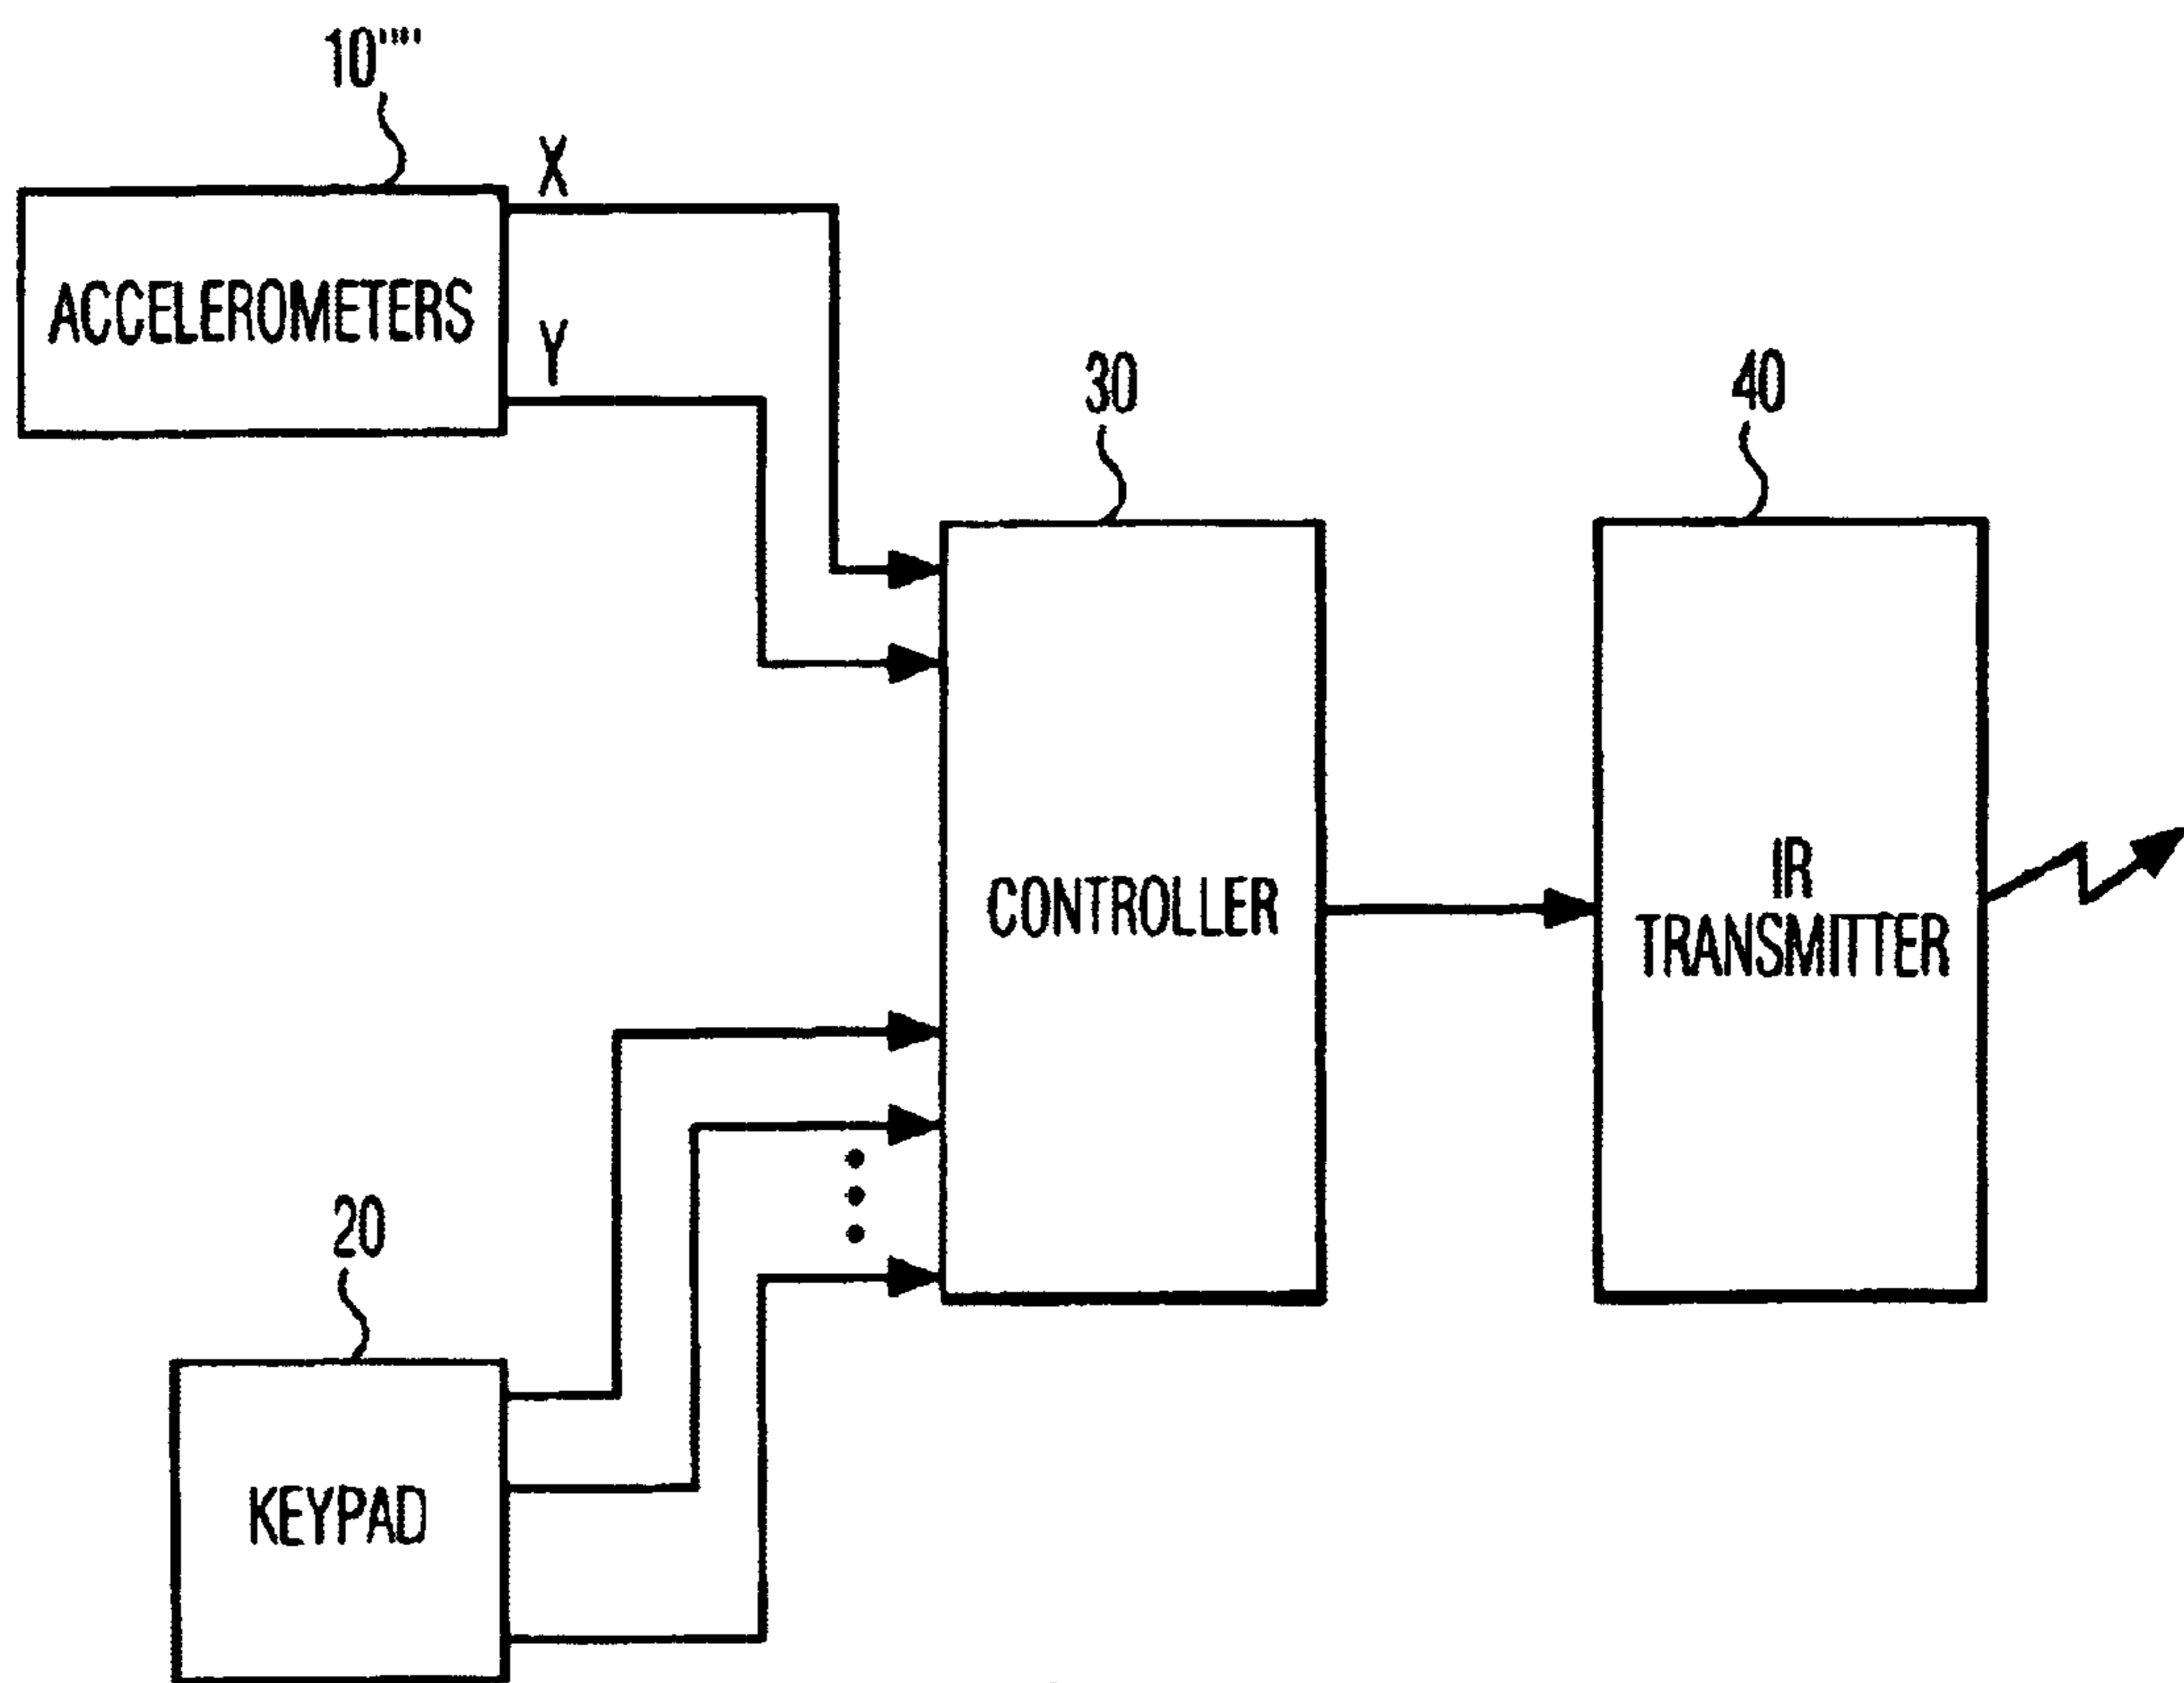 10""
X
ACCELEROMETERS
Y
30
40
CONTROLLER
IR
TRANSMITTER
20
KEYPAD